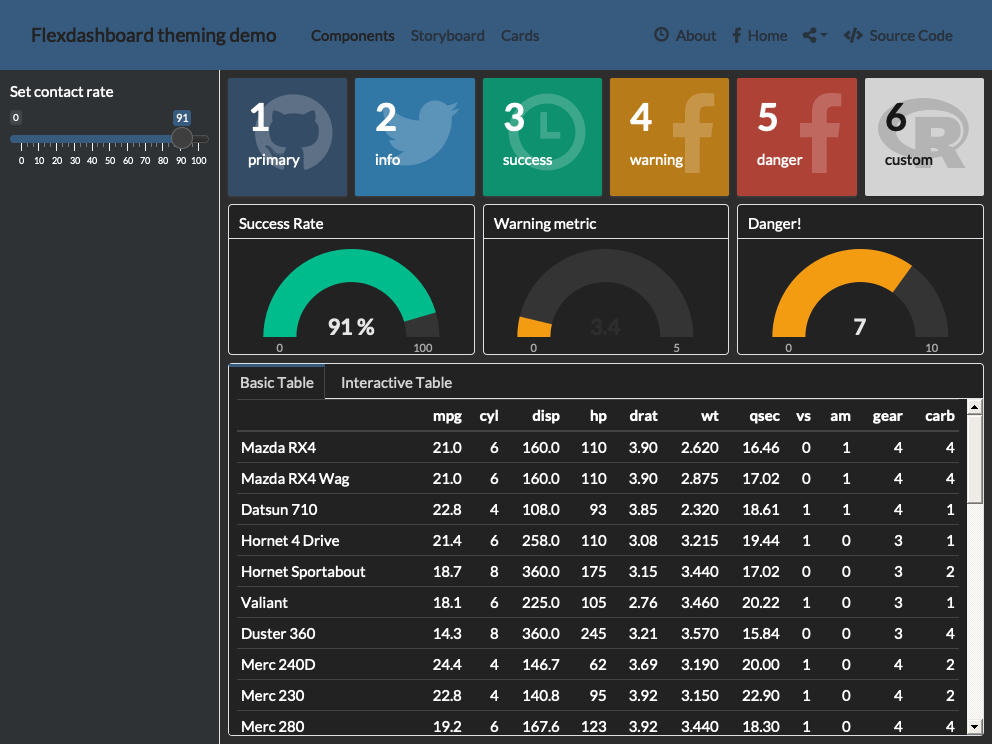 Flexdashboard theming demo Components Storyboard Cards About Home Source Code
Set contact rate
0 91
0 10 20 30 40 50 60 70 80 90 100
1 2 3 4 5 6
primary info success warning danger custom
Success Rate Warning metric Danger!
91 % 3.4 7
0 100 0 5 0 10
Basic Table Interactive Table
mpg cyl disp hp drat wt qsec vs am gear carb
Mazda RX4 21.0 6 160.0 110 3.90 2.620 16.46 0 1 4 4
Mazda RX4 Wag 21.0 6 160.0 110 3.90 2.875 17.02 0 1 4 4
Datsun 710 22.8 4 108.0 93 3.85 2.320 18.61 1 1 4 1
Hornet 4 Drive 21.4 6 258.0 110 3.08 3.215 19.44 1 0 3 1
Hornet Sportabout 18.7 8 360.0 175 3.15 3.440 17.02 0 0 3 2
Valiant 18.1 6 225.0 105 2.76 3.460 20.22 1 0 3 1
Duster 360 14.3 8 360.0 245 3.21 3.570 15.84 0 0 3 4
Merc 240D 24.4 4 146.7 62 3.69 3.190 20.00 1 0 4 2
Merc 230 22.8 4 140.8 95 3.92 3.150 22.90 1 0 4 2
Merc 280 19.2 6 167.6 123 3.92 3.440 18.30 1 0 4 4